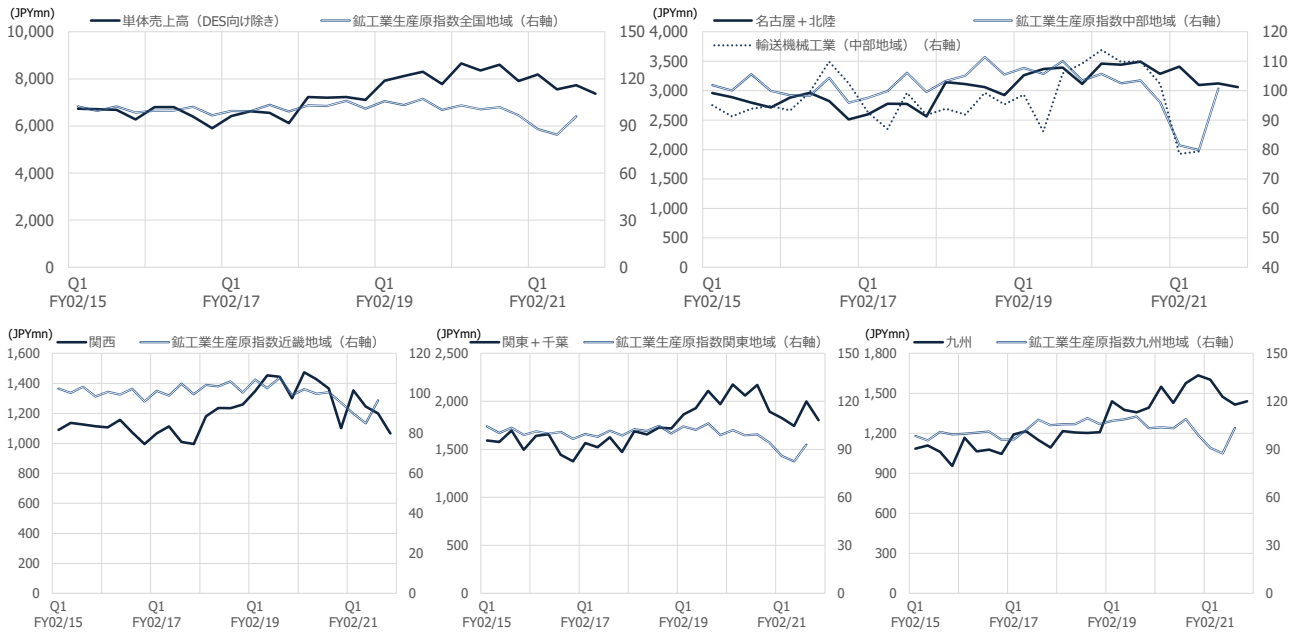 (JPYmn)
単体売上高（DES向け除き）
鉱工業生産原指数全国地域（右軸）
10,000
8,000
6,000
4,000
2,000
0
150
120
90
60
30
0
Q1
FY02/15
Q1
FY02/17
Q1
FY02/19
Q1
FY02/21
(JPYmn)
名古屋＋北陸
鉱工業生産原指数中部地域（右軸）
輸送機械工業（中部地域）（右軸）
4,000
3,500
3,000
2,500
2,000
1,500
1,000
500
0
120
110
100
90
80
70
60
50
40
Q1
FY02/15
Q1
FY02/17
Q1
FY02/19
Q1
FY02/21
(JPYmn)
関西
鉱工業生産原指数近畿地域（右軸）
1,600
1,400
1,200
1,000
800
600
400
200
0
120
100
80
60
40
20
0
Q1
FY02/15
Q1
FY02/17
Q1
FY02/19
Q1
FY02/21
(JPYmn)
関東＋千葉
鉱工業生産原指数関東地域（右軸）
2,500
2,000
1,500
1,000
500
0
150
120
90
60
30
0
Q1
FY02/15
Q1
FY02/17
Q1
FY02/19
Q1
FY02/21
(JPYmn)
九州
鉱工業生産原指数九州地域（右軸）
1,800
1,500
1,200
900
600
300
0
150
120
90
60
30
0
Q1
FY02/15
Q1
FY02/17
Q1
FY02/19
Q1
FY02/21